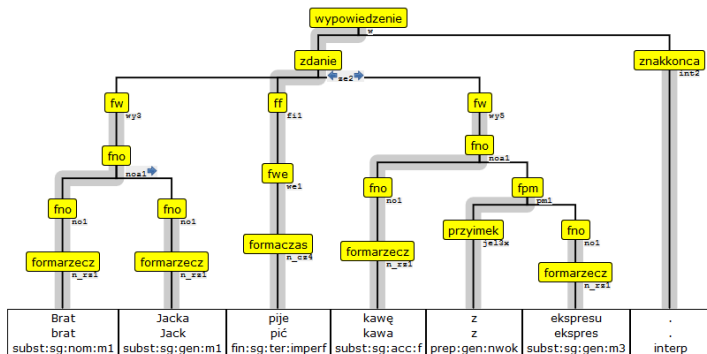 wypowiedzenie
w
zdanie znakkonca
ze2 int2
fw ff fw
wy3 fi1 wy8
fno fno
noa1 fwe noa1
we1
fno fno fno fpm
no1 no1 no1 pm1
formaczas przyimek fno
n_cz4 jel3x no1
formarzecz formarzecz formarzecz formarzecz
n_rz1 n_rz1 n_rz1 n_rz1
Brat Jacka pije kawę z ekspresu .
brat Jack pić kawa z ekspres .
subst:sg:nom:m1 subst:sg:gen:m1 fin:sg:ter:imperf subst:sg:acc:f prep:gen:nwok subst:sg:gen:m3 interp